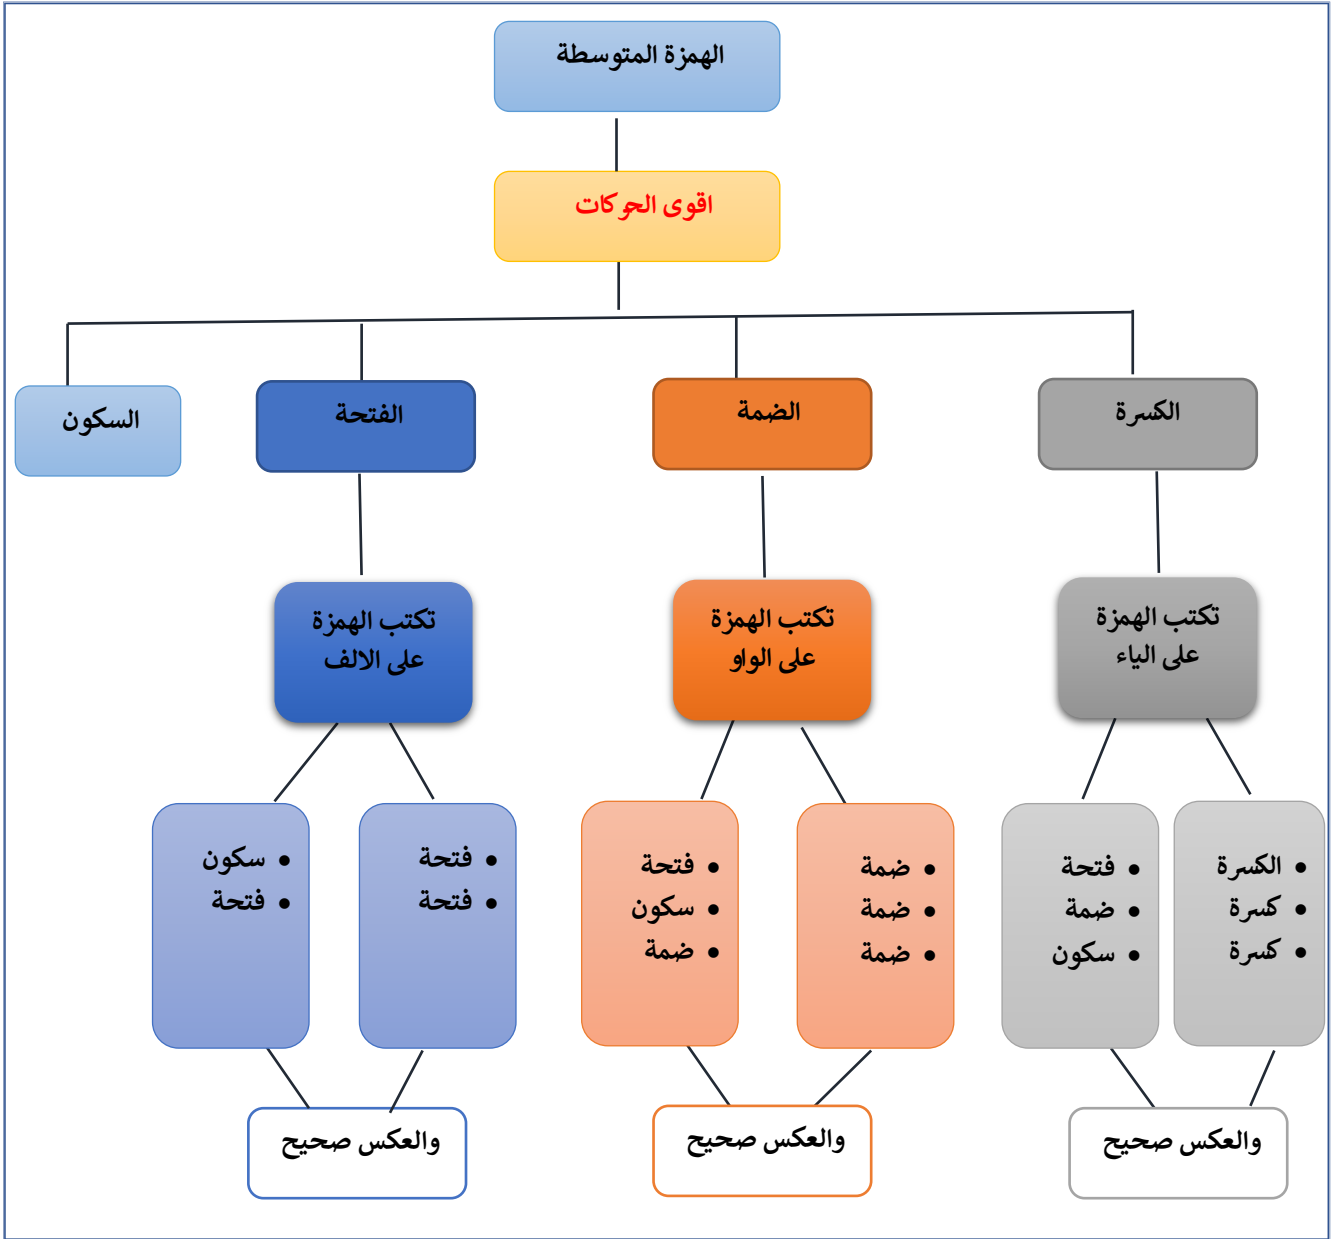 الهمزة المتوسطة
اقوى الحركات
الكسرة
الضمة
الفتحة
السكون
تكتب الهمزة
على الياء
تكتب الهمزة
على الواو
تكتب الهمزة
على الالف
• الكسرة
• كسرة
• كسرة
• فتحة
• ضمة
• سكون
• ضمة
• ضمة
• ضمة
• فتحة
• سكون
• ضمة
• فتحة
• فتحة
• سكون
• فتحة
والعكس صحيح
والعكس صحيح
والعكس صحيح